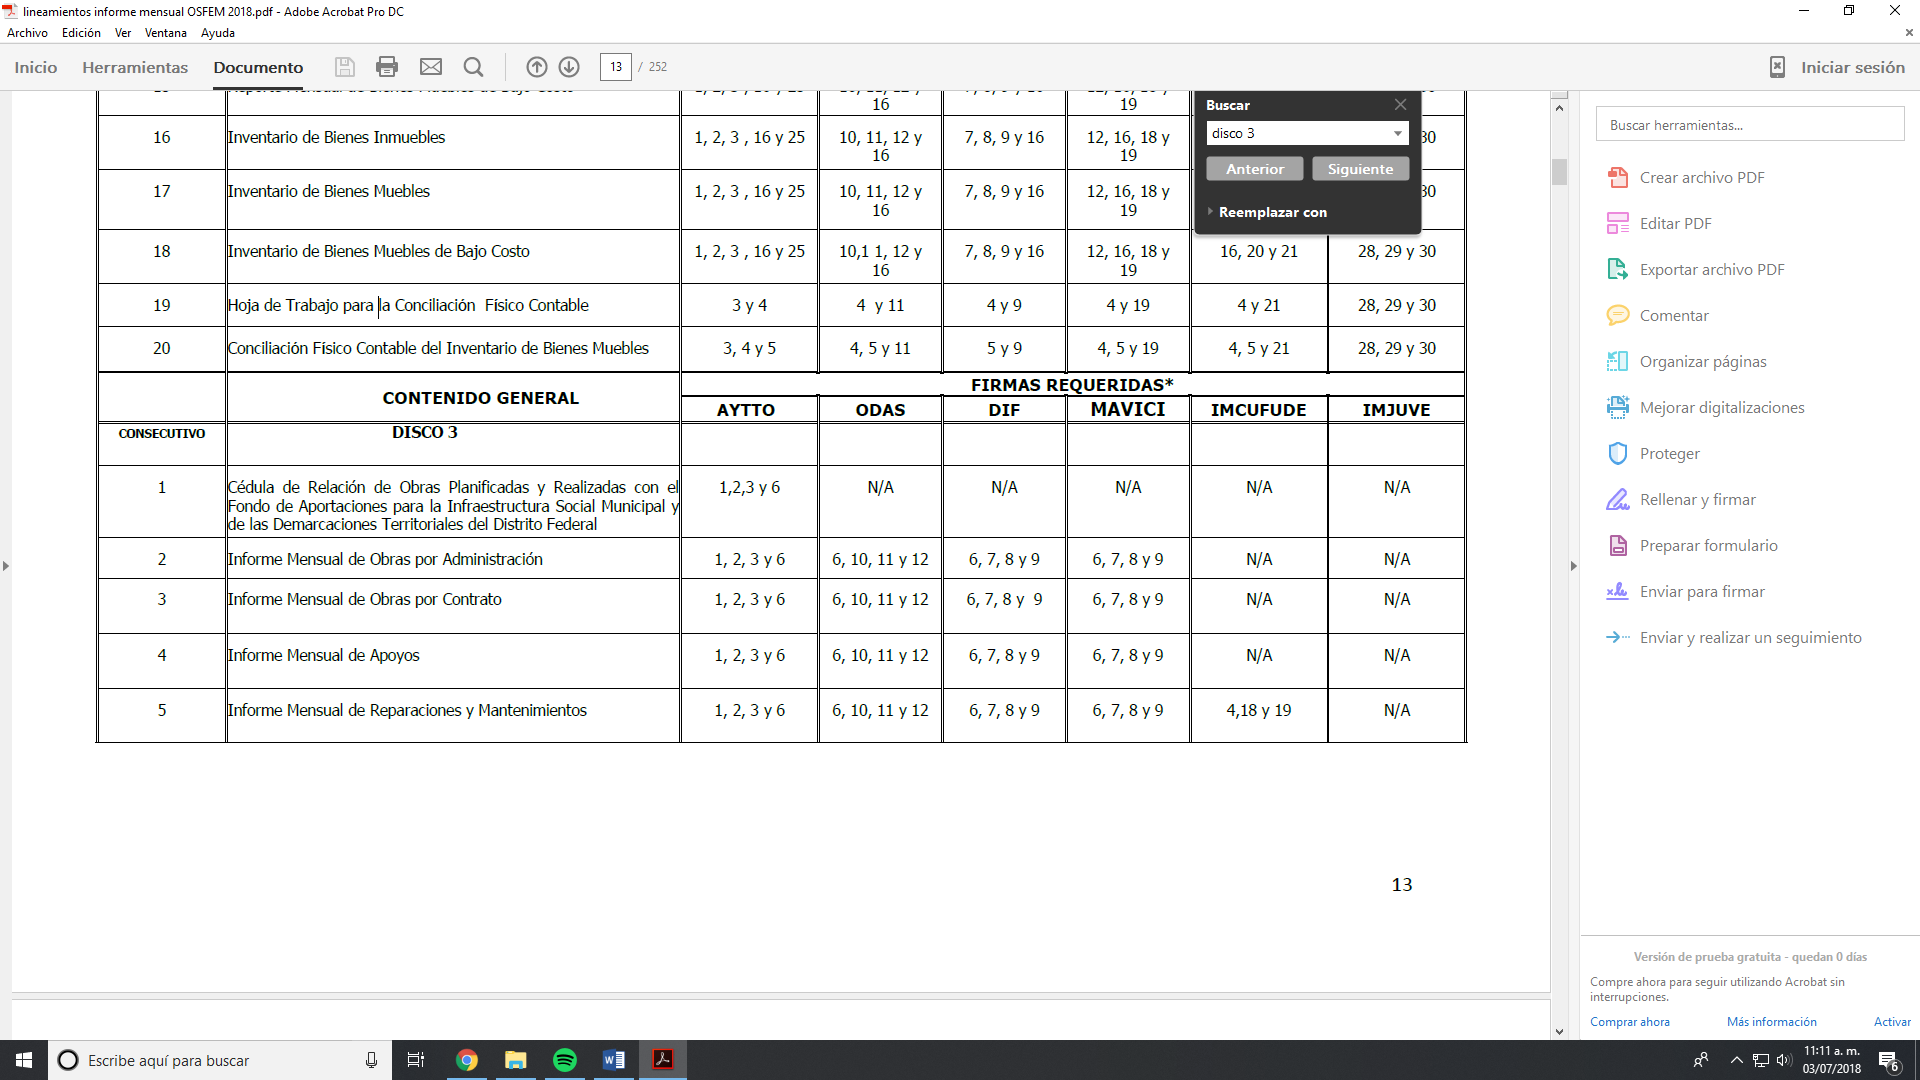 lineamientos informe mensual OSFEM 2018.pdf - Adobe Acrobat Pro DC
Archivo Edición Ver Ventana Ayuda
Inicio Herramientas Documento 13 / 252 Iniciar sesión
16 19
16 Inventario de Bienes Inmuebles 1, 2, 3 , 16 y 25 10, 11, 12 y 16 7, 8, 9 y 16 12, 16, 18 y 19 30
17 Inventario de Bienes Muebles 1, 2, 3 , 16 y 25 10, 11, 12 y 16 7, 8, 9 y 16 12, 16, 18 y 19 30
18 Inventario de Bienes Muebles de Bajo Costo 1, 2, 3 , 16 y 25 10,1 1, 12 y 16 7, 8, 9 y 16 12, 16, 18 y 19 16, 20 y 21 28, 29 y 30
19 Hoja de Trabajo para la Conciliación Físico Contable 3 y 4 4 y 11 4 y 9 4 y 19 4 y 21 28, 29 y 30
20 Conciliación Físico Contable del Inventario de Bienes Muebles 3, 4 y 5 4, 5 y 11 5 y 9 4, 5 y 19 4, 5 y 21 28, 29 y 30
CONTENIDO GENERAL FIRMAS REQUERIDAS*
AYTTO ODAS DIF MAVICI IMCUFUDE IMJUVE
CONSECUTIVO DISCO 3
1 Cédula de Relación de Obras Planificadas y Realizadas con el 1,2,3 y 6 N/A N/A N/A N/A N/A
Fondo de Aportaciones para la Infraestructura Social Municipal y
de las Demarcaciones Territoriales del Distrito Federal
2 Informe Mensual de Obras por Administración 1, 2, 3 y 6 6, 10, 11 y 12 6, 7, 8 y 9 6, 7, 8 y 9 N/A N/A
3 Informe Mensual de Obras por Contrato 1, 2, 3 y 6 6, 10, 11 y 12 6, 7, 8 y 9 6, 7, 8 y 9 N/A N/A
4 Informe Mensual de Apoyos 1, 2, 3 y 6 6, 10, 11 y 12 6, 7, 8 y 9 6, 7, 8 y 9 N/A N/A
5 Informe Mensual de Reparaciones y Mantenimientos 1, 2, 3 y 6 6, 10, 11 y 12 6, 7, 8 y 9 6, 7, 8 y 9 4,18 y 19 N/A
13
Buscar
disco 3
Anterior Siguiente
Reemplazar con
Buscar herramientas...
Crear archivo PDF
Editar PDF
Exportar archivo PDF
Comentar
Organizar páginas
Mejorar digitalizaciones
Proteger
Rellenar y firmar
Preparar formulario
Enviar para firmar
Enviar y realizar un seguimiento
Versión de prueba gratuita - quedan 0 días
Compre ahora para seguir utilizando Acrobat sin
interrupciones.
Comprar ahora Más información Activar
Escribe aquí para buscar
11:11 a. m.
03/07/2018
6